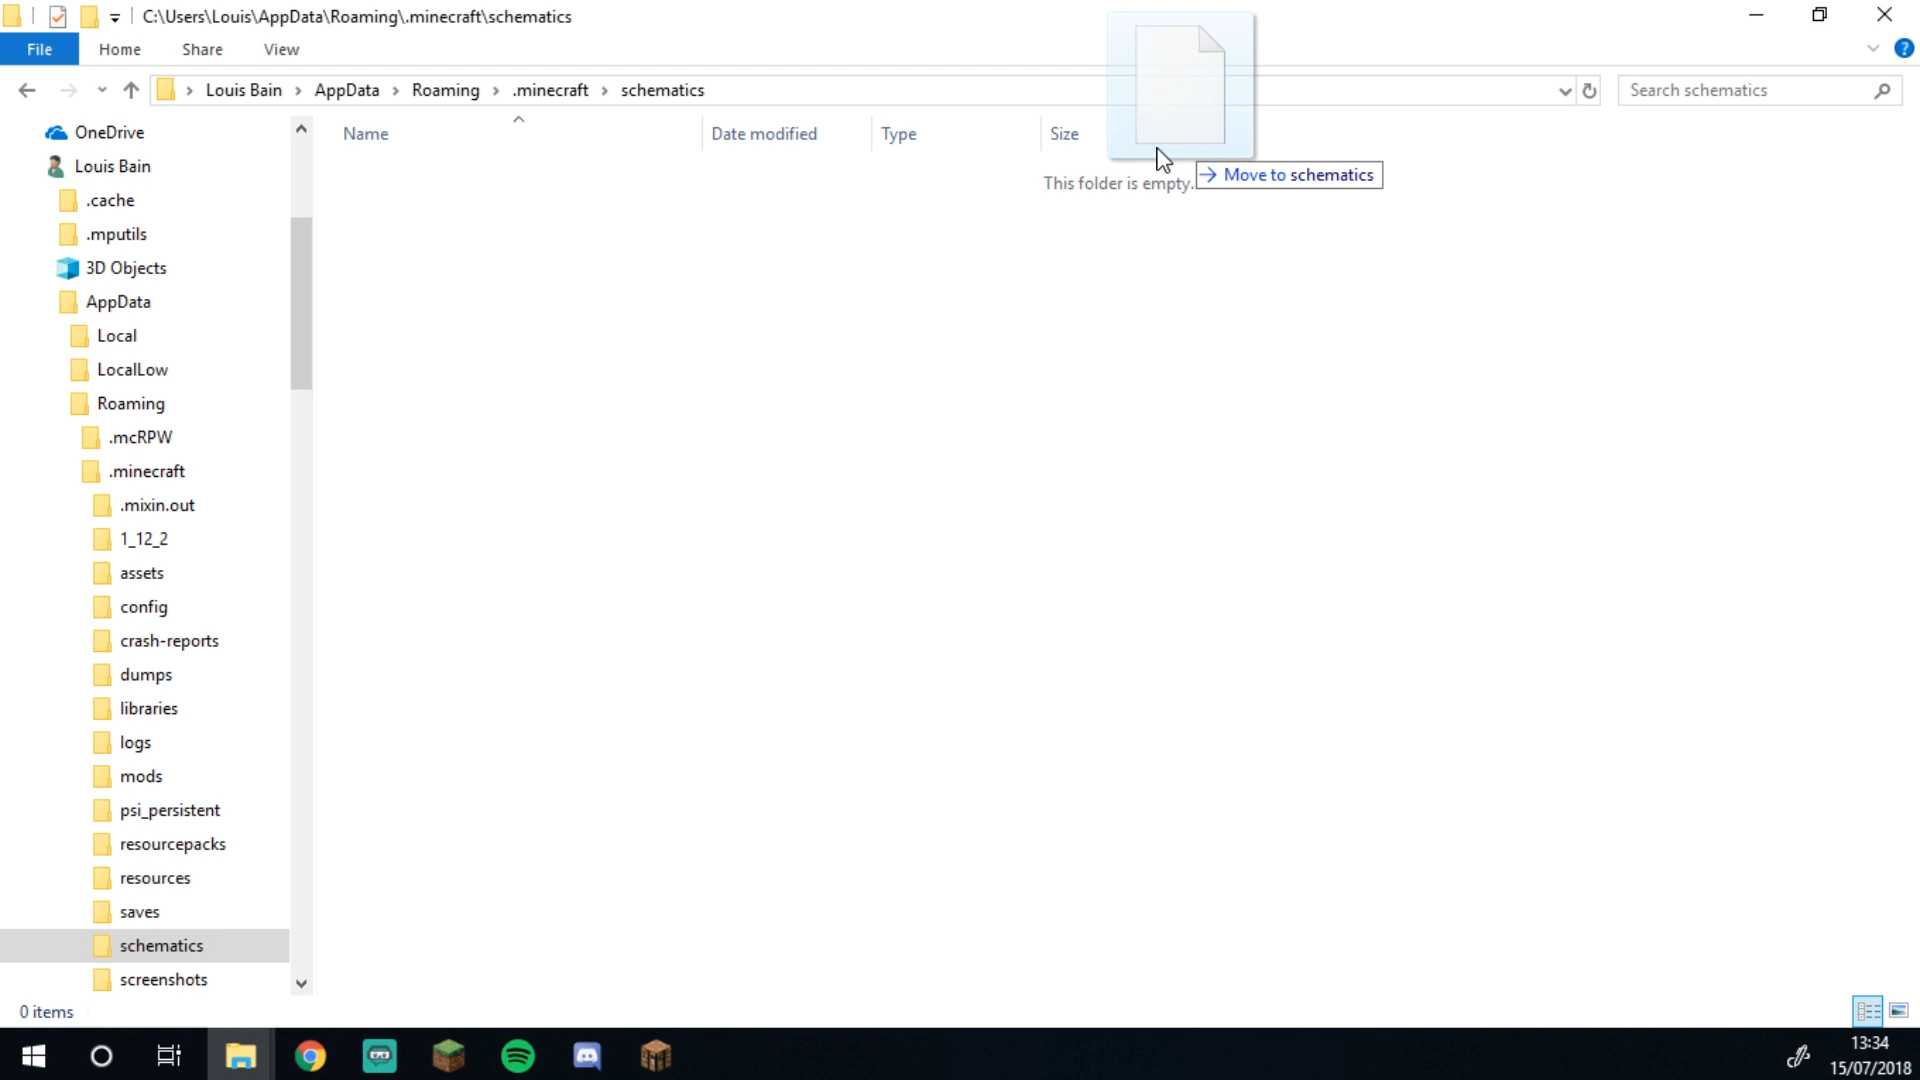 C:\Users\Louis\AppData\Roaming\.minecraft\schematics
File Home Share View
Louis Bain AppData Roaming .minecraft schematics
Search schematics
Name Date modified Type Size
This folder is empty.
Move to schematics
OneDrive
Louis Bain
.cache
.mputils
3D Objects
AppData
Local
LocalLow
Roaming
.mcRPW
.minecraft
.mixin.out
1_12_2
assets
config
crash-reports
dumps
libraries
logs
mods
psi_persistent
resourcepacks
resources
saves
schematics
screenshots
0 items
13:34
15/07/2018